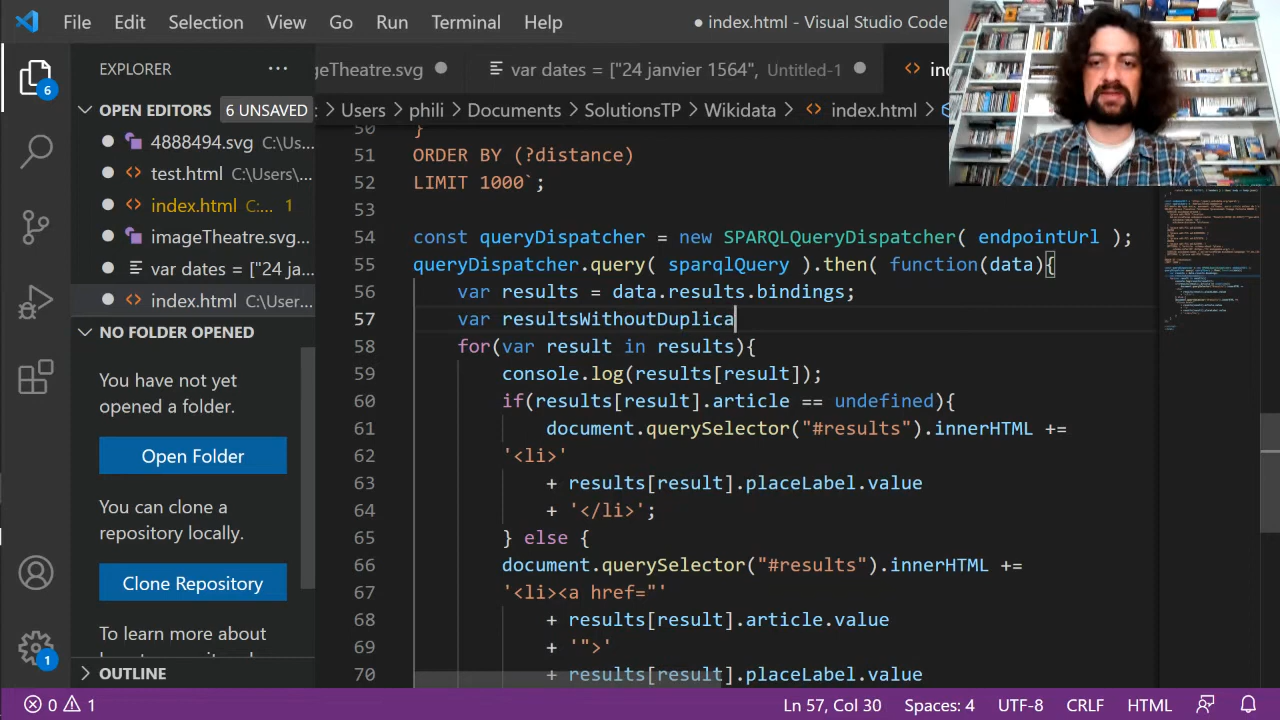 File Edit Selection View Go Run Terminal Help
● index.html - Visual Studio Code
EXPLORER
ageTheatre.svg
var dates = ["24 janvier 1564", Untitled-1
OPEN EDITORS 6 UNSAVED
Users > phili > Documents > SolutionsTP > Wikidata > index.html >
4888494.svg C:\Us...
test.html C:\Users\...
index.html C:... 1
imageTheatre.svg...
var dates = ["24 ja...
index.html C:\User...
NO FOLDER OPENED
You have not yet
opened a folder.
Open Folder
You can clone a
repository locally.
Clone Repository
To learn more about
OUTLINE
6
1
50 }
51 ORDER BY (?distance)
52 LIMIT 1000`;
53
54 const queryDispatcher = new SPARQLQueryDispatcher( endpointUrl );
55 queryDispatcher.query( sparqlQuery ).then( function(data){
56 var results = data.results.bindings;
57 var resultsWithoutDuplica
58 for(var result in results){
59 console.log(results[result]);
60 if(results[result].article == undefined){
61 document.querySelector("#results").innerHTML +=
62 '<li>'
63 + results[result].placeLabel.value
64 + '</li>';
65 } else {
66 document.querySelector("#results").innerHTML +=
67 '<li><a href="'
68 + results[result].article.value
69 + '">'
70 + results[result].placeLabel.value
0 1
Ln 57, Col 30 Spaces: 4 UTF-8 CRLF HTML